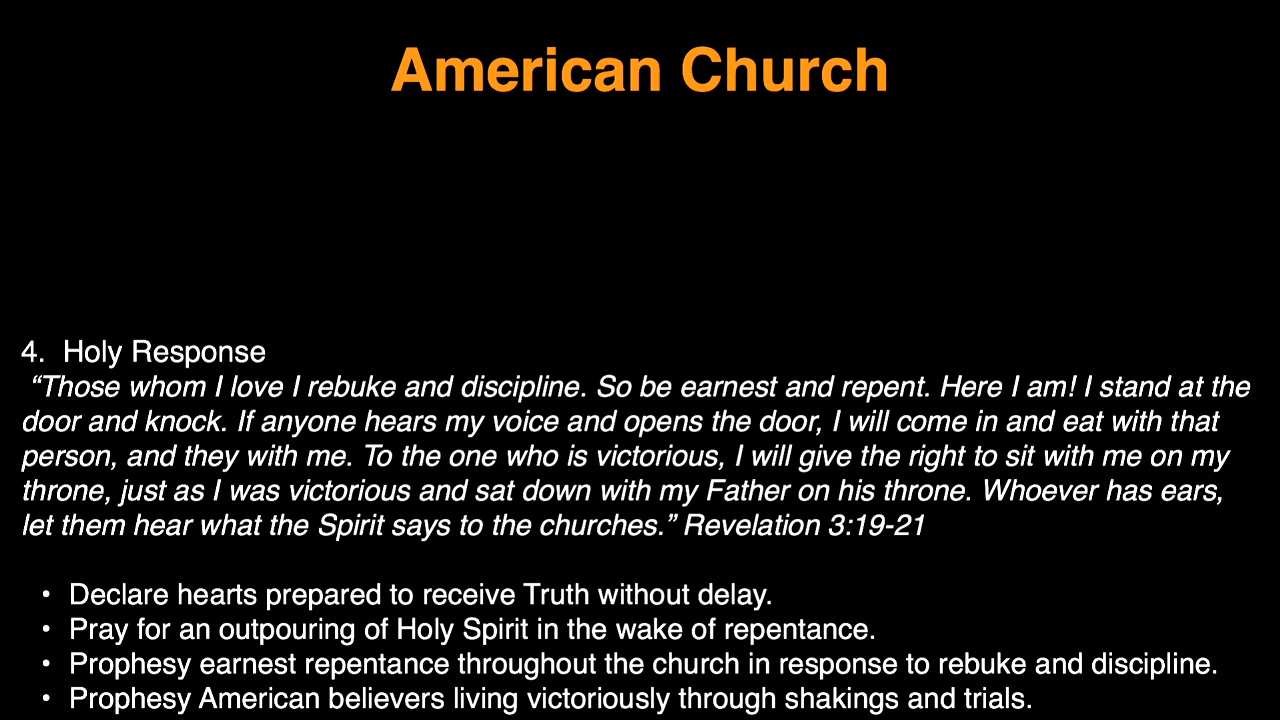 American Church
4. Holy Response
“Those whom I love I rebuke and discipline. So be earnest and repent. Here I am! I stand at the
door and knock. If anyone hears my voice and opens the door, I will come in and eat with that
person, and they with me. To the one who is victorious, I will give the right to sit with me on my
throne, just as I was victorious and sat down with my Father on his throne. Whoever has ears,
let them hear what the Spirit says to the churches.” Revelation 3:19-21
• Declare hearts prepared to receive Truth without delay.
• Pray for an outpouring of Holy Spirit in the wake of repentance.
• Prophesy earnest repentance throughout the church in response to rebuke and discipline.
• Prophesy American believers living victoriously through shakings and trials.